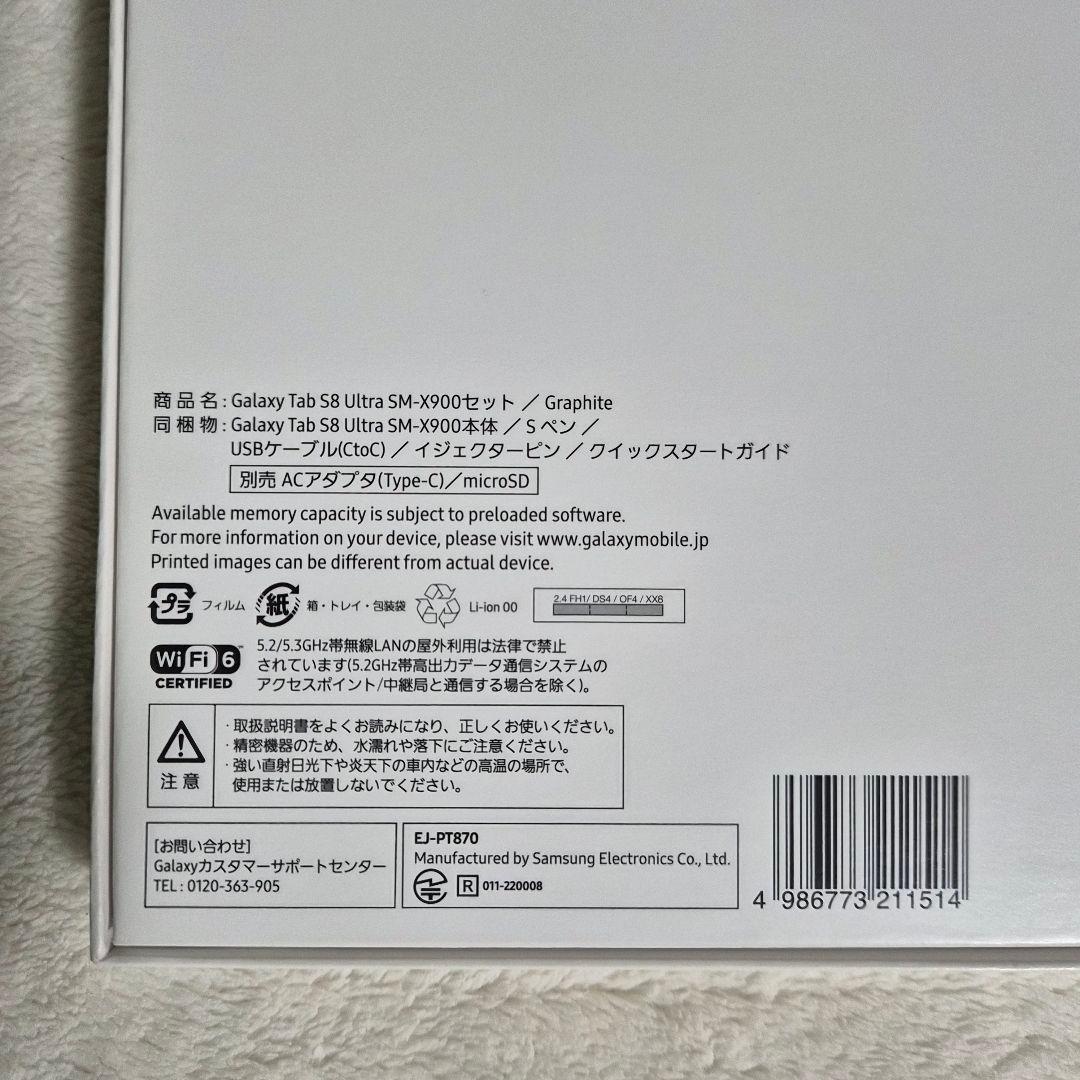 商品名:Galaxy Tab S8 Ultra SM-X900セット ／ Graphite
同梱物:Galaxy Tab S8 Ultra SM-X900本体 ／ S ペン ／
USBケーブル(CtoC) ／ イジェクターピン ／ クイックスタートガイド
別売 ACアダプタ(Type-C)／microSD
Available memory capacity is subject to preloaded software.
For more information on your device, please visit www.galaxymobile.jp
Printed images can be different from actual device.
プラ フィルム 紙 箱・トレイ・包装袋 Li-ion 00 2.4 FH1/ DS4 / OF4 / XX8
Wi Fi 6 CERTIFIED
5.2/5.3GHz帯無線LANの屋外利用は法律で禁止
されています(5.2GHz帯高出力データ通信システムの
アクセスポイント/中継局と通信する場合を除く)。
注意
・取扱説明書をよくお読みになり、正しくお使いください。
・精密機器のため、水濡れや落下にご注意ください。
・強い直射日光下や炎天下の車内などの高温の場所で、
使用または放置しないでください。
[お問い合わせ]
Galaxyカスタマーサポートセンター
TEL : 0120-363-905
EJ-PT870
Manufactured by Samsung Electronics Co., Ltd.
R 011-220008
4 986773 211514